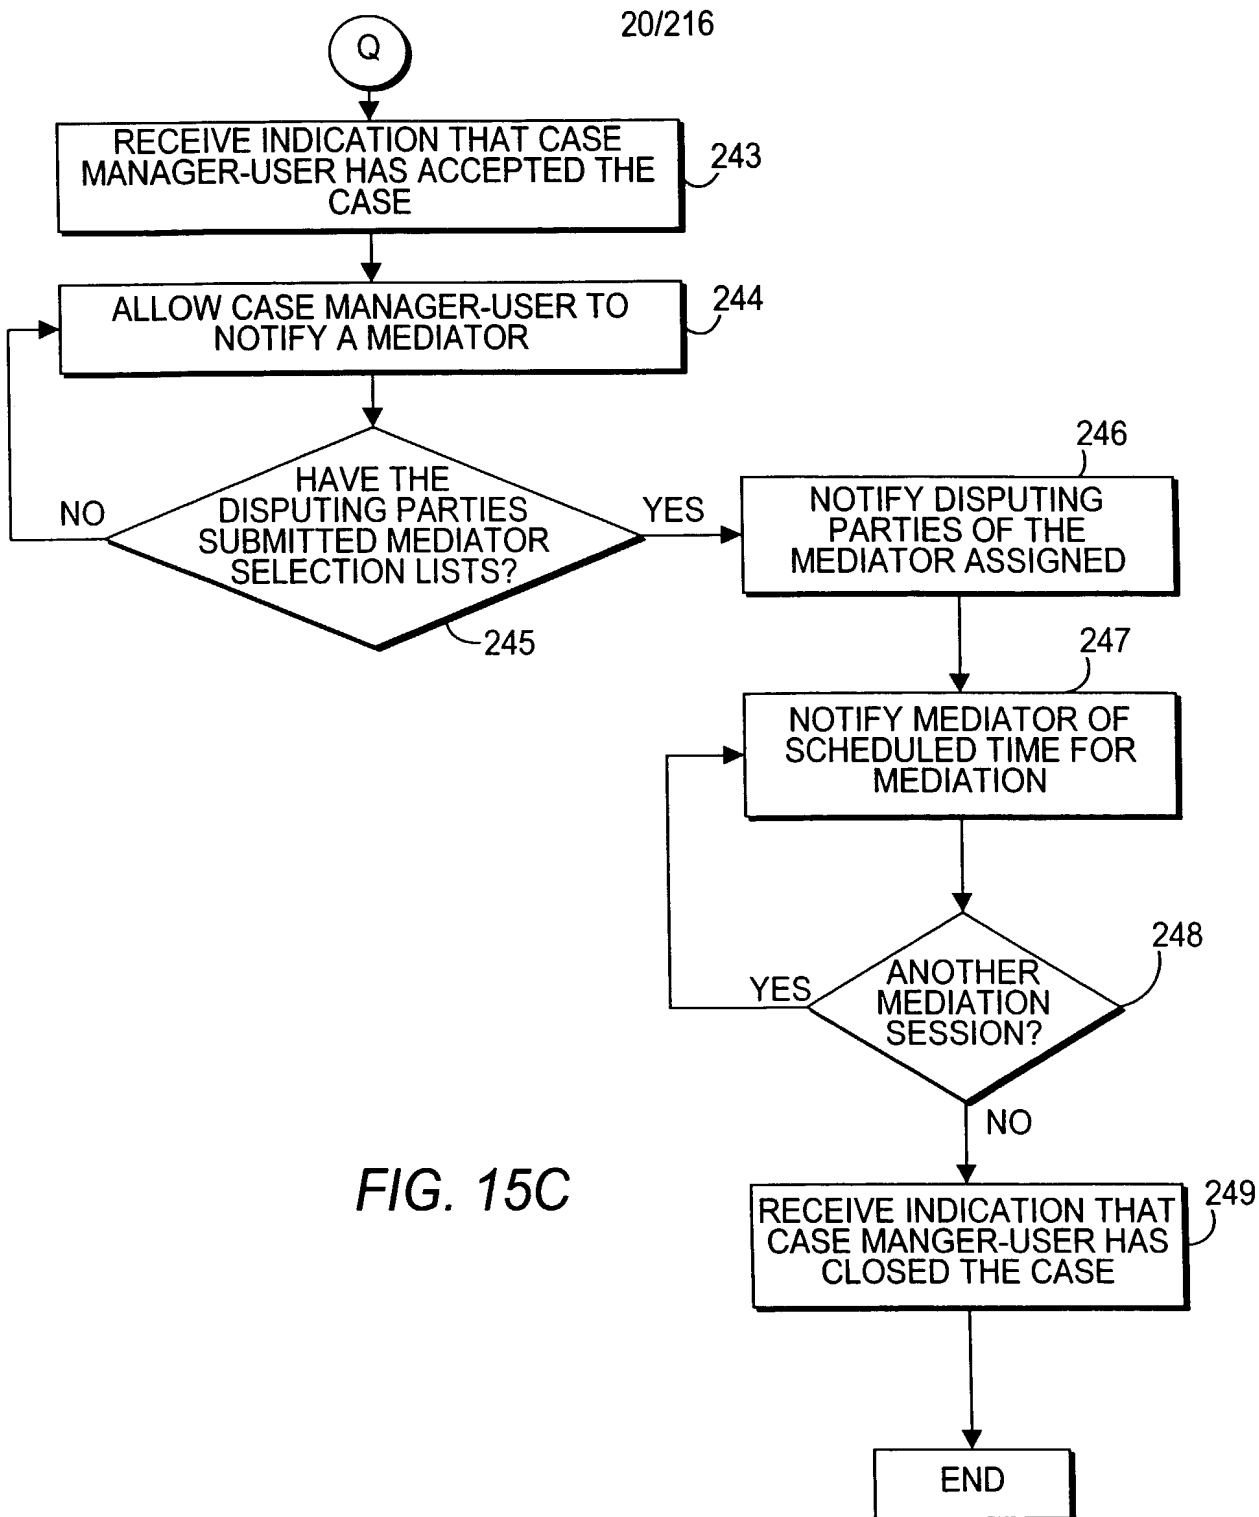 20/216
Q
RECEIVE INDICATION THAT CASE
MANAGER-USER HAS ACCEPTED THE
CASE
243
ALLOW CASE MANAGER-USER TO
NOTIFY A MEDIATOR
244
HAVE THE
DISPUTING PARTIES
SUBMITTED MEDIATOR
SELECTION LISTS?
NO
YES
245
246
NOTIFY DISPUTING
PARTIES OF THE
MEDIATOR ASSIGNED
247
NOTIFY MEDIATOR OF
SCHEDULED TIME FOR
MEDIATION
248
ANOTHER
MEDIATION
SESSION?
YES
NO
FIG. 15C
249
RECEIVE INDICATION THAT
CASE MANGER-USER HAS
CLOSED THE CASE
END